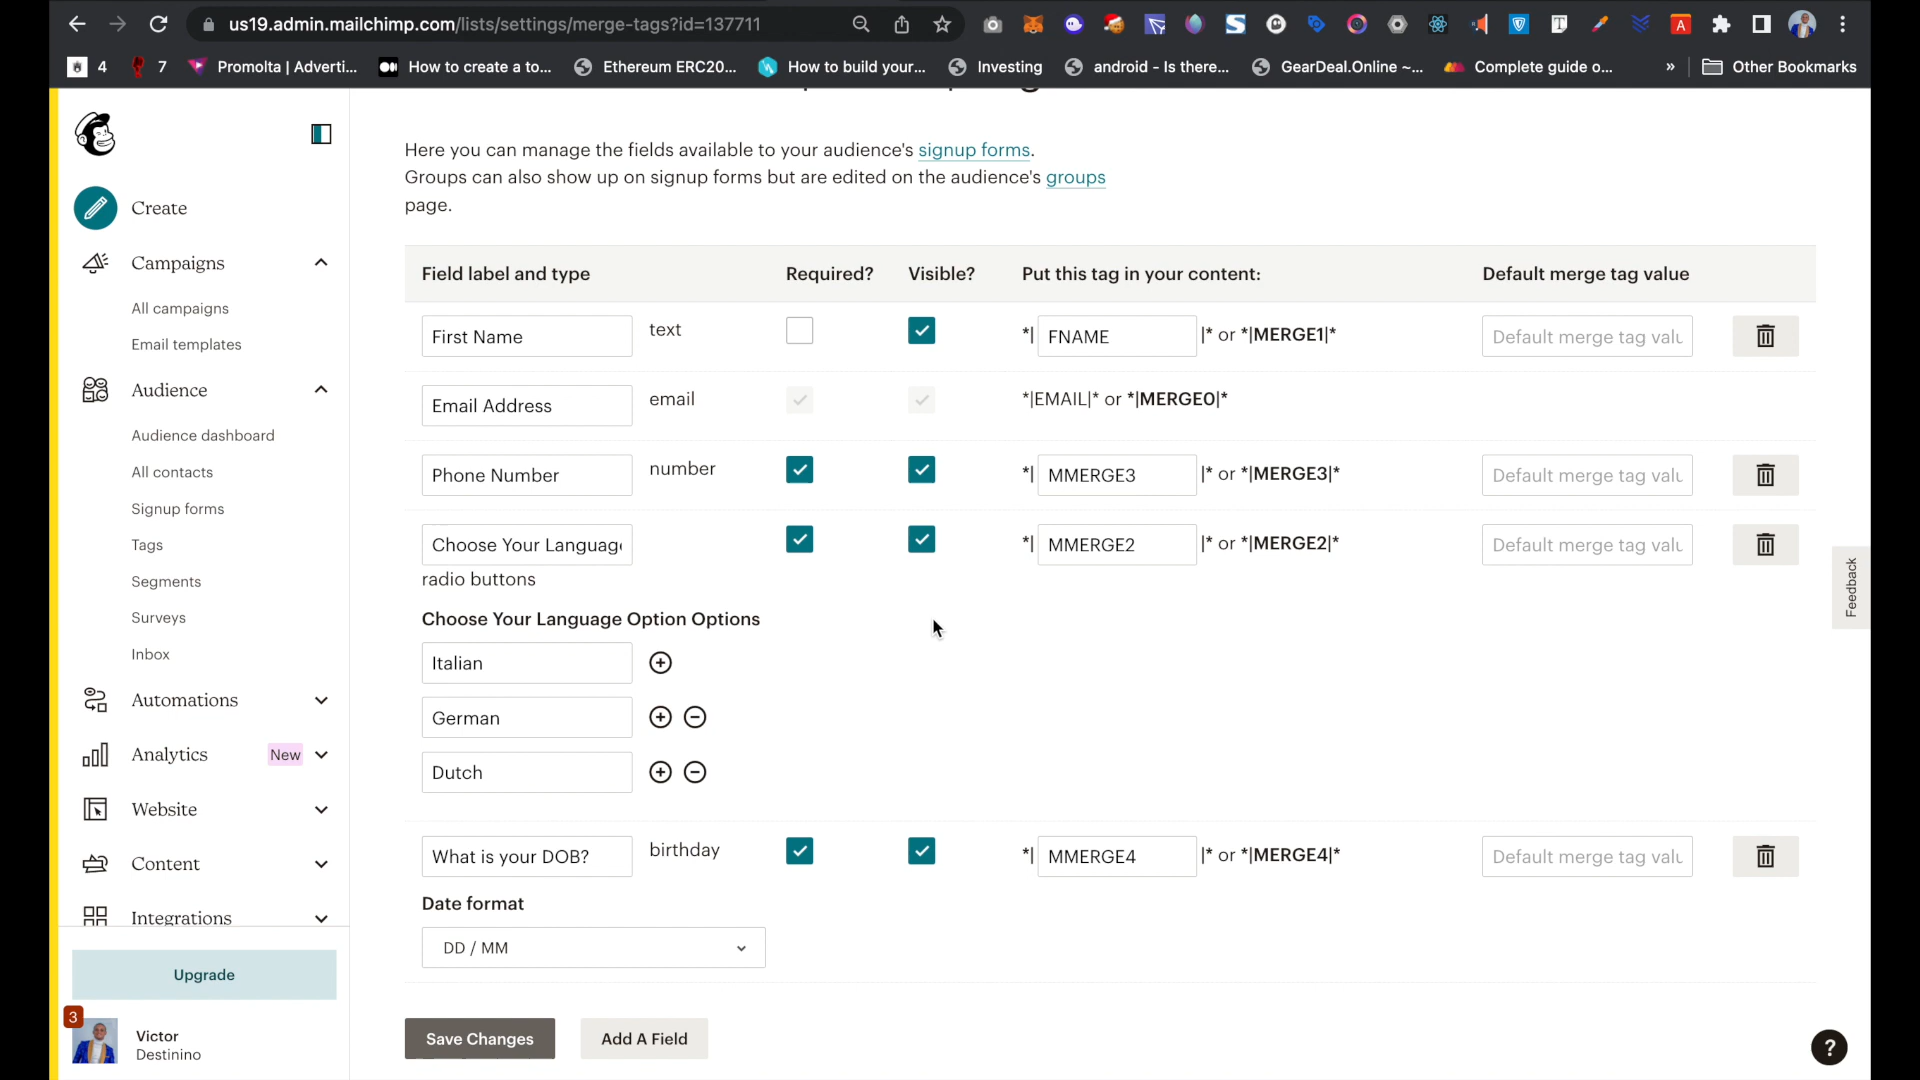 us19.admin.mailchimp.com/lists/settings/merge-tags?id=137711
4
7
Promolta | Adverti...
How to create a to...
Ethereum ERC20...
How to build your...
Investing
android - Is there...
GearDeal.Online ~...
Complete guide o...
»
Other Bookmarks
Create
Campaigns
All campaigns
Email templates
Audience
Audience dashboard
All contacts
Signup forms
Tags
Segments
Surveys
Inbox
Automations
Analytics New
Website
Content
Integrations
Upgrade
3
Victor
Destinino
Here you can manage the fields available to your audience's signup forms.
Groups can also show up on signup forms but are edited on the audience's groups
page.
Field label and type Required? Visible? Put this tag in your content: Default merge tag value
First Name text *| FNAME |* or *|MERGE1|* Default merge tag valu
Email Address email *|EMAIL|* or *|MERGE0|*
Phone Number number *| MMERGE3 |* or *|MERGE3|* Default merge tag valu
Choose Your Language *| MMERGE2 |* or *|MERGE2|* Default merge tag valu
radio buttons
Choose Your Language Option Options
Italian
German
Dutch
What is your DOB? birthday *| MMERGE4 |* or *|MERGE4|* Default merge tag valu
Date format
DD / MM
Save Changes Add A Field
Feedback
?